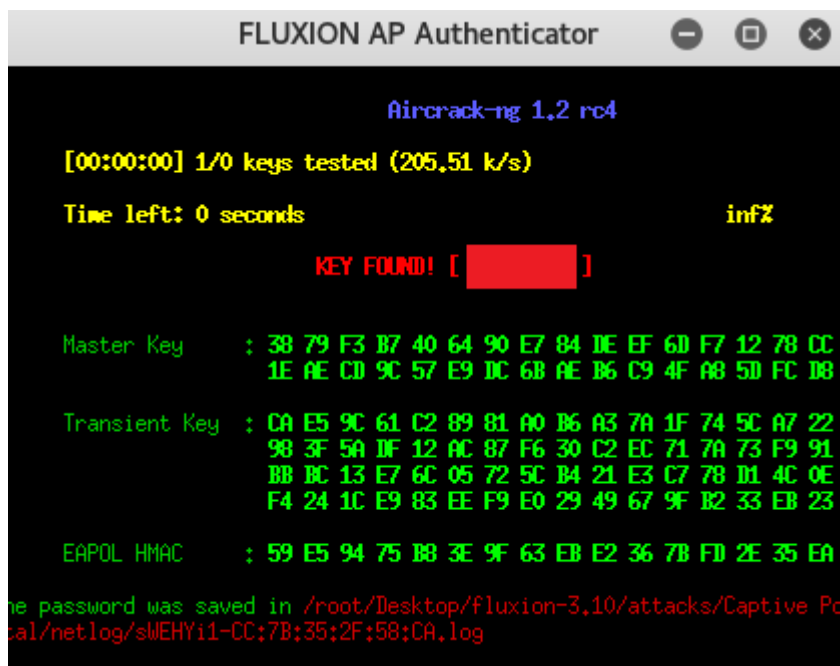 FLUXION AP Authenticator
Aircrack-ng 1.2 rc4
[00:00:00] 1/0 keys tested (205.51 k/s)
Time left: 0 seconds inf%
KEY FOUND! [ ]
Master Key : 38 79 F3 B7 40 64 90 E7 84 DE EF 6D F7 12 78 CC
1E AE CD 9C 57 E9 DC 6B AE B6 C9 4F A8 5D FC D8
Transient Key : CA E5 9C 61 C2 89 81 A0 B6 A3 7A 1F 74 5C A7 22
98 3F 5A DF 12 AC 87 F6 30 C2 EC 71 7A 73 F9 91
BB BC 13 E7 6C 05 72 5C B4 21 E3 C7 78 D1 4C 0E
F4 24 1C E9 83 EE F9 E0 29 49 67 9F B2 33 EB 23
EAPOL HMAC : 59 E5 94 75 B8 3E 9F 63 EB E2 36 7B FD 2E 35 EA
he password was saved in /root/Desktop/fluxion-3.10/attacks/Captive Po
cal/netlog/sWEHYi1-CC:7B:35:2F:58:CA.log